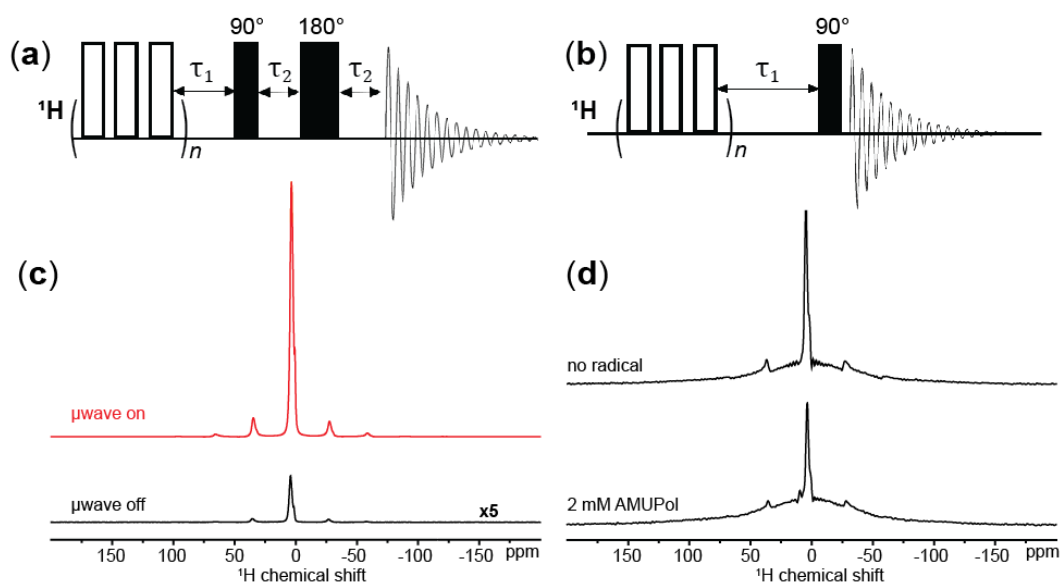 (a)
90° 180°
τ1 τ2 τ2
¹H
n
(b)
90°
τ1
¹H
n
(c)
μwave on
μwave off
x5
150 100 50 0 -50 -100 -150 ppm
¹H chemical shift
(d)
no radical
2 mM AMUPol
150 100 50 0 -50 -100 -150 ppm
¹H chemical shift